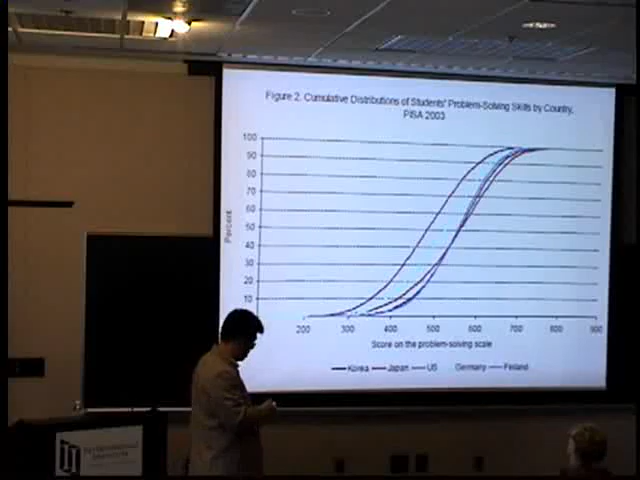 Figure 2. Cumulative Distributions of Students' Problem-Solving Skills by Country,
PISA 2003
100
90
80
70
60
50
40
30
20
10
Percent
200 300 400 500 600 700 800 900
Score on the problem-solving scale
Korea Japan US Germany Finland